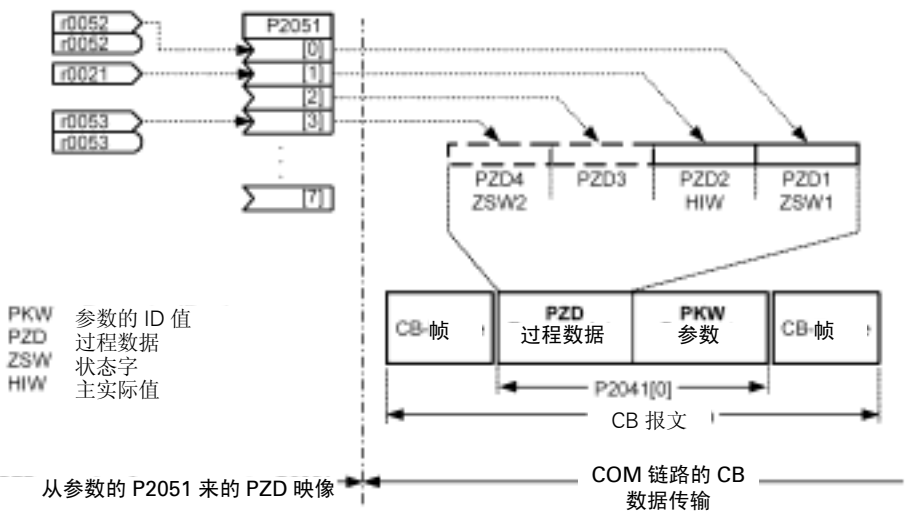 r0052
r0052
r0021
r0053
r0053
P2051
[0]
[1]
[2]
[3]
[7]
PZD4 PZD3 PZD2 PZD1
ZSW2 HIW ZSW1
PKW 参数的 ID 值
PZD 过程数据
ZSW 状态字
HIW 主实际值
CB-帧 PZD PKW CB-帧
过程数据 参数
P2041[0]
CB 报文
从参数的 P2051 来的 PZD 映像
COM 链路的 CB
数据传输